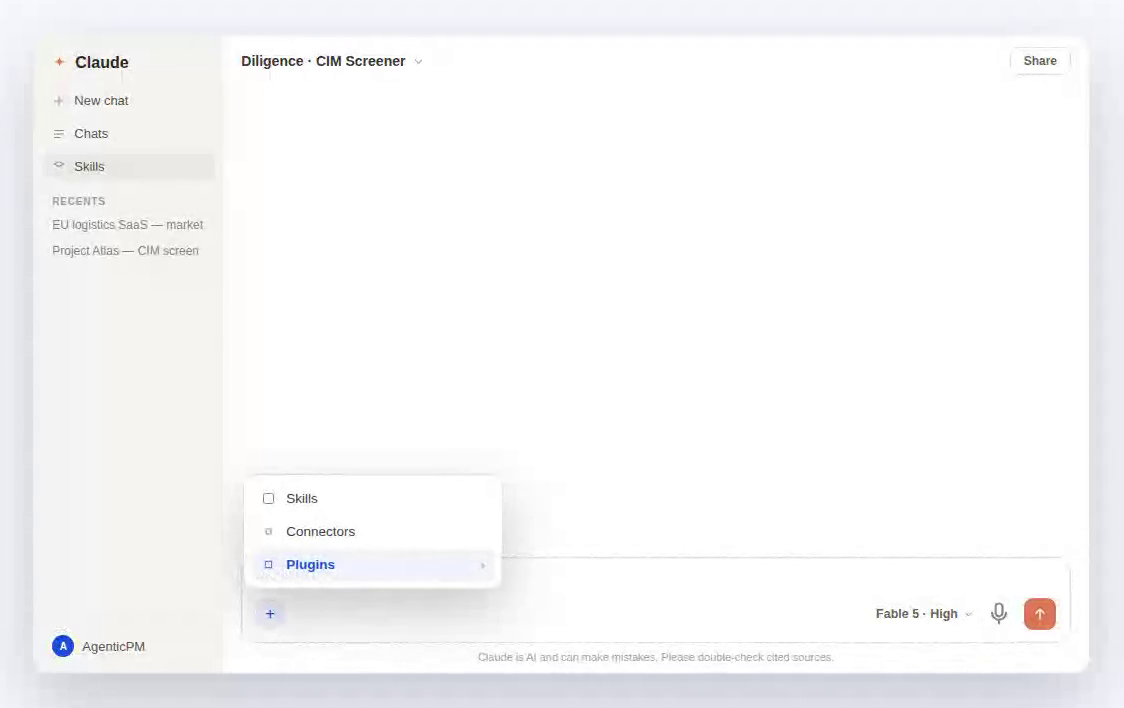 Claude
New chat
Chats
Skills
RECENTS
EU logistics SaaS — market
Project Atlas — CIM screen
A AgenticPM
Diligence · CIM Screener
Share
Skills
Connectors
Plugins
Fable 5 · High
Claude is AI and can make mistakes. Please double-check cited sources.